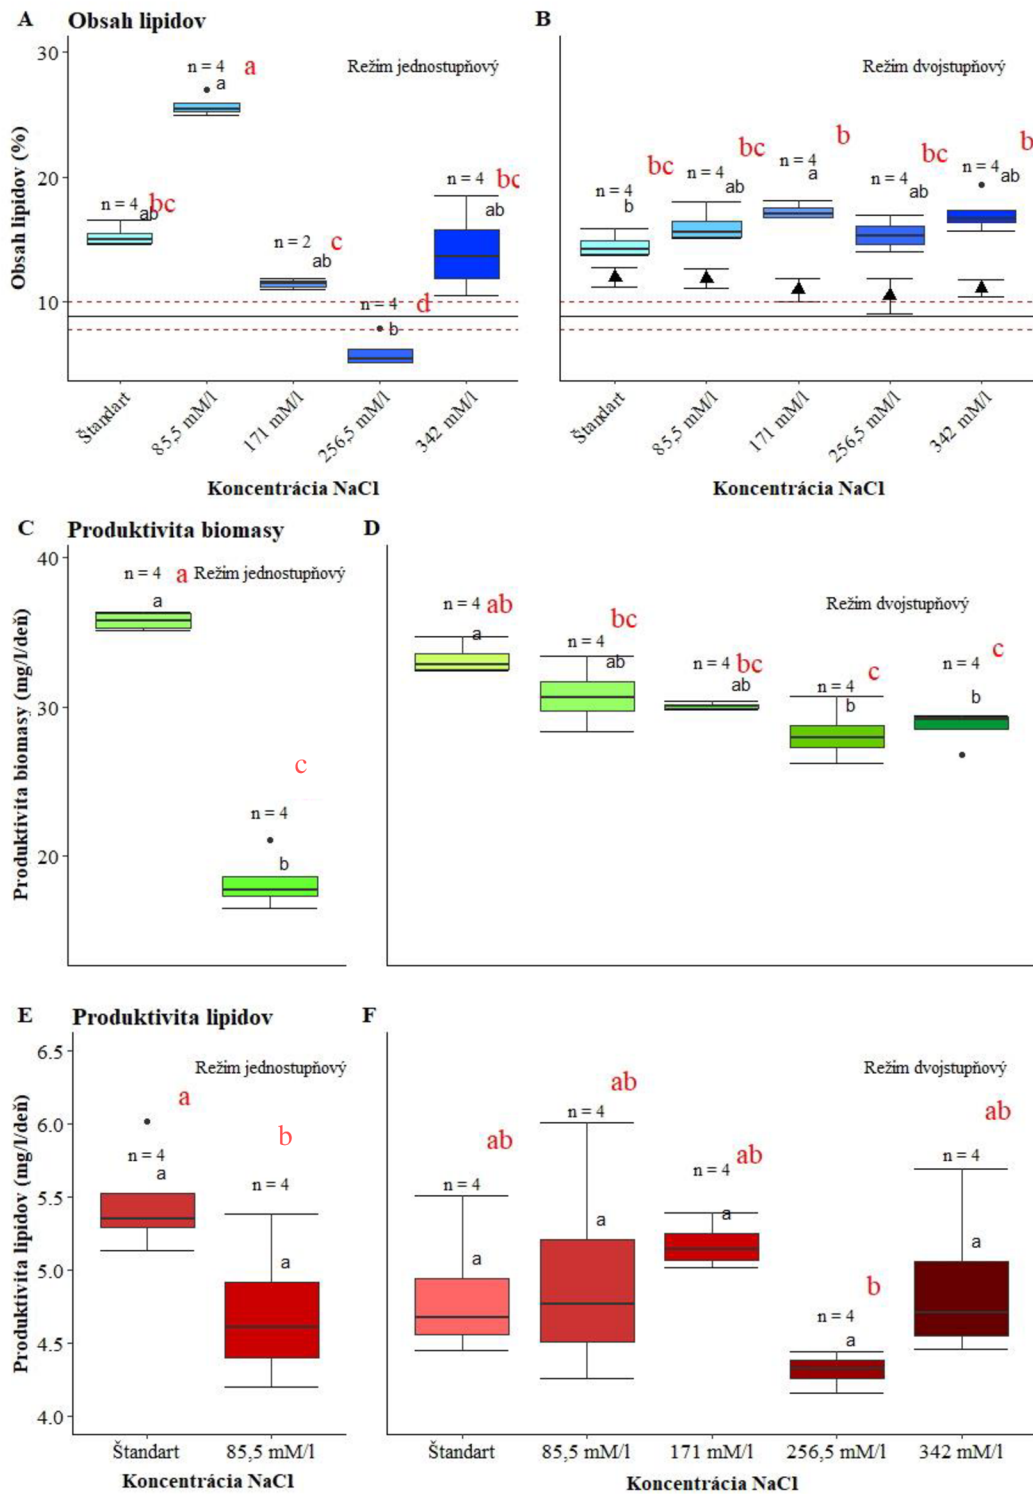 A Obsah lipidov
B
Obsah lipidov (%)
30
20
10
Režim jednostupňový
n = 4 a
a
n = 4 bc
ab
n = 2
c
ab
n = 4 d
b
n = 4 bc
ab
Štandart
85,5 mM/l
171 mM/l
256,5 mM/l
342 mM/l
Koncentrácia NaCl
Režim dvojstupňový
n = 4 bc
b
n = 4 bc
ab
n = 4 b
a
n = 4 bc
ab
n = 4 b
ab
Štandart
85,5 mM/l
171 mM/l
256,5 mM/l
342 mM/l
Koncentrácia NaCl
C Produktivita biomasy
D
Produktivita biomasy (mg/l/deň)
40
30
20
n = 4 a Režim jednostupňový
a
c
n = 4
b
Režim dvojstupňový
n = 4 ab
a
bc
n = 4
ab
n = 4 bc
ab
c
n = 4
b
c
n = 4
b
E Produktivita lipidov
F
Produktivita lipidov (mg/l/deň)
6.5
6.0
5.5
5.0
4.5
4.0
Režim jednostupňový
a
n = 4
a
b
n = 4
a
Štandart 85,5 mM/l
Koncentrácia NaCl
Režim dvojstupňový
ab
n = 4
a
ab
n = 4
a
ab
n = 4
a
b
n = 4
a
ab
n = 4
a
Štandart 85,5 mM/l 171 mM/l 256,5 mM/l 342 mM/l
Koncentrácia NaCl